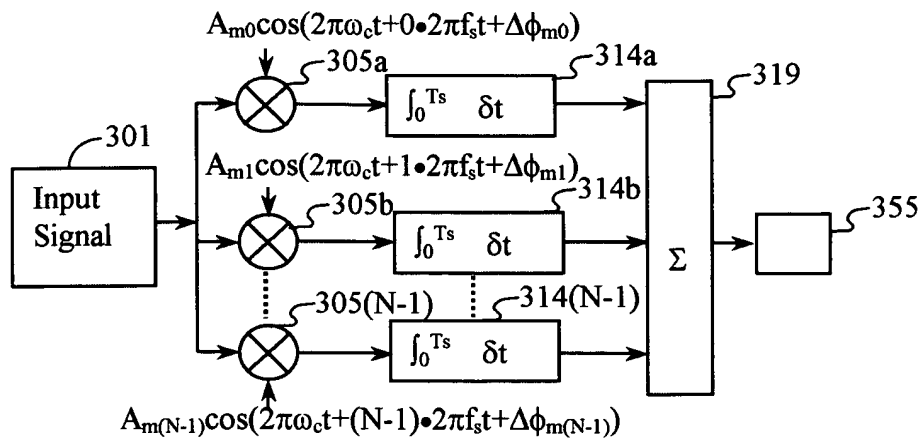 A_m0cos(2πω_ct+0•2πf_st+Δϕ_m0)
305a
314a
319
∫_0^Ts δt
301
Input
Signal
A_m1cos(2πω_ct+1•2πf_st+Δϕ_m1)
305b
314b
355
∫_0^Ts δt
Σ
305(N-1)
314(N-1)
∫_0^Ts δt
A_m(N-1)cos(2πω_ct+(N-1)•2πf_st+Δϕ_m(N-1))